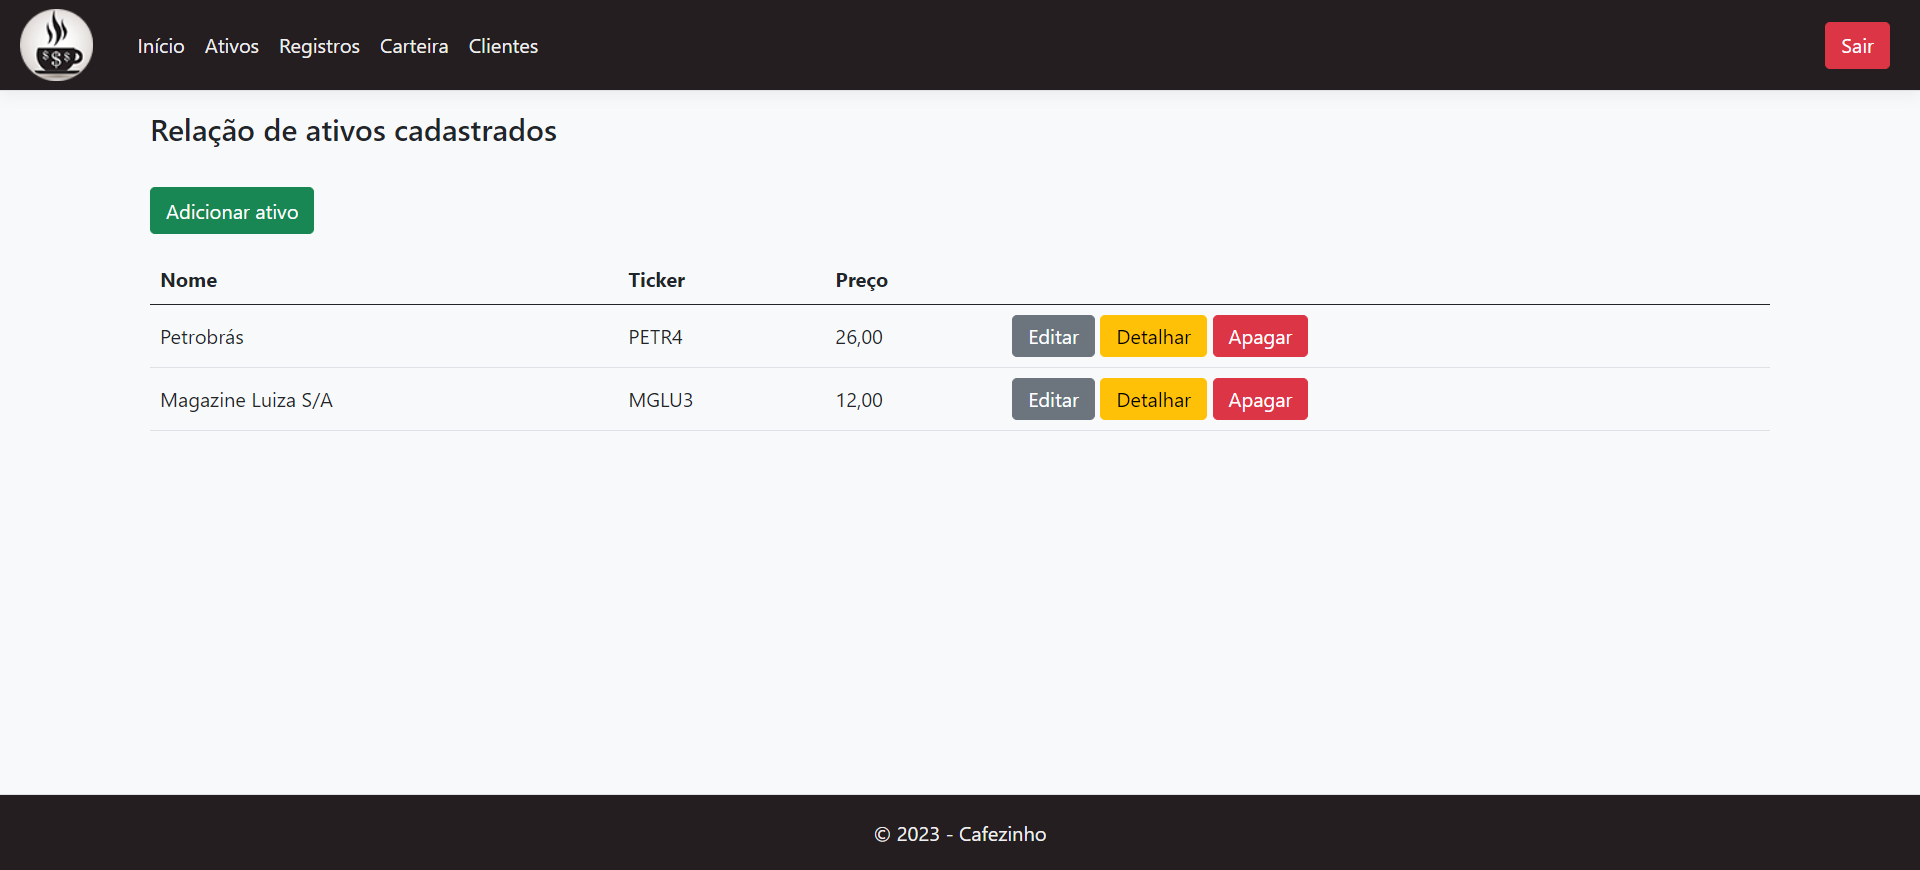 $$$
Início Ativos Registros Carteira Clientes Sair
Relação de ativos cadastrados
Adicionar ativo
Nome Ticker Preço
Petrobrás PETR4 26,00 Editar Detalhar Apagar
Magazine Luiza S/A MGLU3 12,00 Editar Detalhar Apagar
© 2023 - Cafezinho